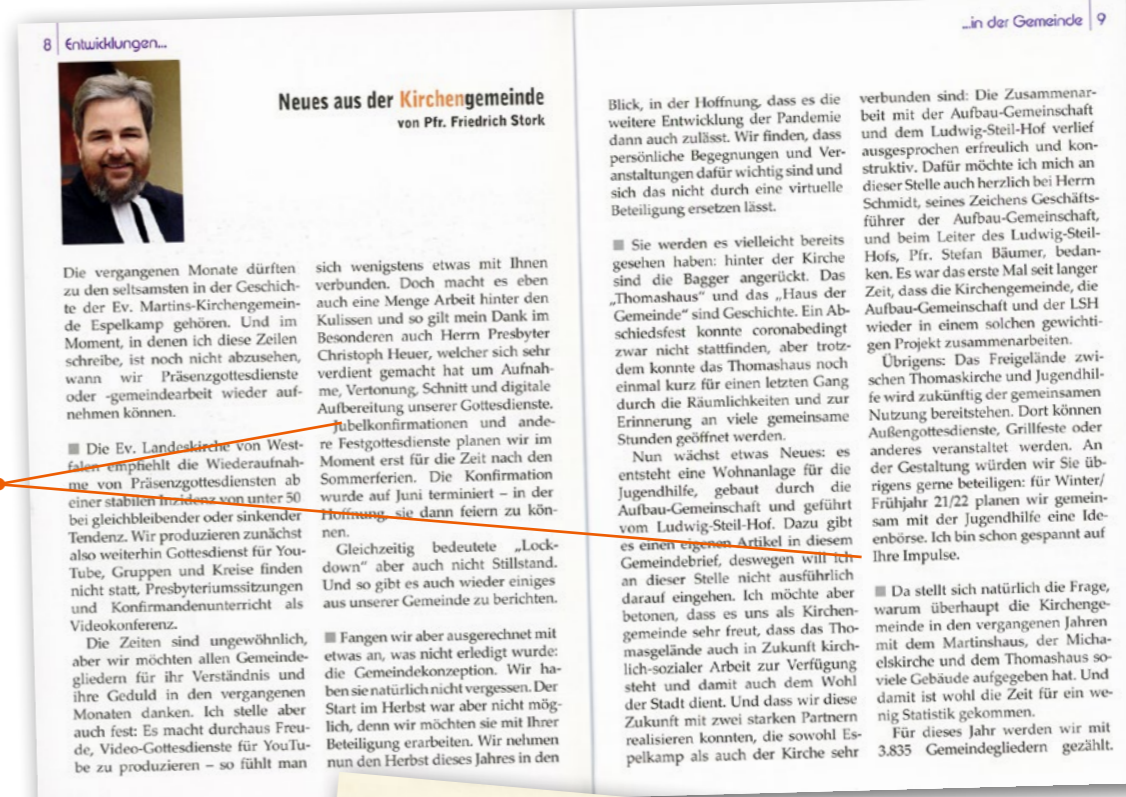 8 Entwicklungen...
Neues aus der Kirchengemeinde
von Pfr. Friedrich Stork
Die vergangenen Monate dürften
zu den seltsamsten in der Geschich-
te der Ev. Martins-Kirchengemein-
de Espelkamp gehören. Und im
Moment, in denen ich diese Zeilen
schreibe, ist noch nicht abzusehen,
wann wir Präsenzgottesdienste
oder -gemeindearbeit wieder auf-
nehmen können.
■ Die Ev. Landeskirche von West-
falen empfiehlt die Wiederaufnah-
me von Präsenzgottesdiensten ab
einer stabilen Inzidenz von unter 50
bei gleichbleibender oder sinkender
Tendenz. Wir produzieren zunächst
also weiterhin Gottesdienst für You-
Tube, Gruppen und Kreise finden
nicht statt, Presbyteriumssitzungen
und Konfirmandenunterricht als
Videokonferenz.
Die Zeiten sind ungewöhnlich,
aber wir möchten allen Gemeinde-
gliedern für ihr Verständnis und
ihre Geduld in den vergangenen
Monaten danken. Ich stelle aber
auch fest: Es macht durchaus Freu-
de, Video-Gottesdienste für YouTu-
be zu produzieren – so fühlt man
sich wenigstens etwas mit Ihnen
verbunden. Doch macht es eben
auch eine Menge Arbeit hinter den
Kulissen und so gilt mein Dank im
Besonderen auch Herrn Presbyter
Christoph Heuer, welcher sich sehr
verdient gemacht hat um Aufnah-
me, Vertonung, Schnitt und digitale
Aufbereitung unserer Gottesdienste.
Jubelkonfirmationen und ande-
re Festgottesdienste planen wir im
Moment erst für die Zeit nach den
Sommerferien. Die Konfirmation
wurde auf Juni terminiert – in der
Hoffnung, sie dann feiern zu kön-
nen.
Gleichzeitig bedeutete „Lock-
down“ aber auch nicht Stillstand.
Und so gibt es auch wieder einiges
aus unserer Gemeinde zu berichten.
■ Fangen wir aber ausgerechnet mit
etwas an, was nicht erledigt wurde:
die Gemeindekonzeption. Wir ha-
ben sie natürlich nicht vergessen. Der
Start im Herbst war aber nicht mög-
lich, denn wir möchten sie mit Ihrer
Beteiligung erarbeiten. Wir nehmen
nun den Herbst dieses Jahres in den
...in der Gemeinde 9
Blick, in der Hoffnung, dass es die
weitere Entwicklung der Pandemie
dann auch zulässt. Wir finden, dass
persönliche Begegnungen und Ver-
anstaltungen dafür wichtig sind und
sich das nicht durch eine virtuelle
Beteiligung ersetzen lässt.
■ Sie werden es vielleicht bereits
gesehen haben: hinter der Kirche
sind die Bagger angerückt. Das
„Thomashaus“ und das „Haus der
Gemeinde“ sind Geschichte. Ein Ab-
schiedsfest konnte coronabedingt
zwar nicht stattfinden, aber trotz-
dem konnte das Thomashaus noch
einmal kurz für einen letzten Gang
durch die Räumlichkeiten und zur
Erinnerung an viele gemeinsame
Stunden geöffnet werden.
Nun wächst etwas Neues: es
entsteht eine Wohnanlage für die
Jugendhilfe, gebaut durch die
Aufbau-Gemeinschaft und geführt
vom Ludwig-Steil-Hof. Dazu gibt
es einen eigenen Artikel in diesem
Gemeindebrief, deswegen will ich
an dieser Stelle nicht ausführlich
darauf eingehen. Ich möchte aber
betonen, dass es uns als Kirchen-
gemeinde sehr freut, dass das Tho-
masgelände auch in Zukunft kirch-
lich-sozialer Arbeit zur Verfügung
steht und damit auch dem Wohl
der Stadt dient. Und dass wir diese
Zukunft mit zwei starken Partnern
realisieren konnten, die sowohl Es-
pelkamp als auch der Kirche sehr
verbunden sind: Die Zusammenar-
beit mit der Aufbau-Gemeinschaft
und dem Ludwig-Steil-Hof verlief
ausgesprochen erfreulich und kon-
struktiv. Dafür möchte ich mich an
dieser Stelle auch herzlich bei Herrn
Schmidt, seines Zeichens Geschäfts-
führer der Aufbau-Gemeinschaft,
und beim Leiter des Ludwig-Steil-
Hofs, Pfr. Stefan Bäumer, bedan-
ken. Es war das erste Mal seit langer
Zeit, dass die Kirchengemeinde, die
Aufbau-Gemeinschaft und der LSH
wieder in einem solchen gewichti-
gen Projekt zusammenarbeiten.
Übrigens: Das Freigelände zwi-
schen Thomaskirche und Jugendhil-
fe wird zukünftig der gemeinsamen
Nutzung bereitstehen. Dort können
Außengottesdienste, Grillfeste oder
anderes veranstaltet werden. An
der Gestaltung würden wir Sie üb-
rigens gerne beteiligen: für Winter/
Frühjahr 21/22 planen wir gemein-
sam mit der Jugendhilfe eine Ide-
enbörse. Ich bin schon gespannt auf
Ihre Impulse.
■ Da stellt sich natürlich die Frage,
warum überhaupt die Kirchenge-
meinde in den vergangenen Jahren
mit dem Martinshaus, der Micha-
elskirche und dem Thomashaus so-
viele Gebäude aufgegeben hat. Und
damit ist wohl die Zeit für ein we-
nig Statistik gekommen.
Für dieses Jahr werden wir mit
3.835 Gemeindegliedern gezählt.